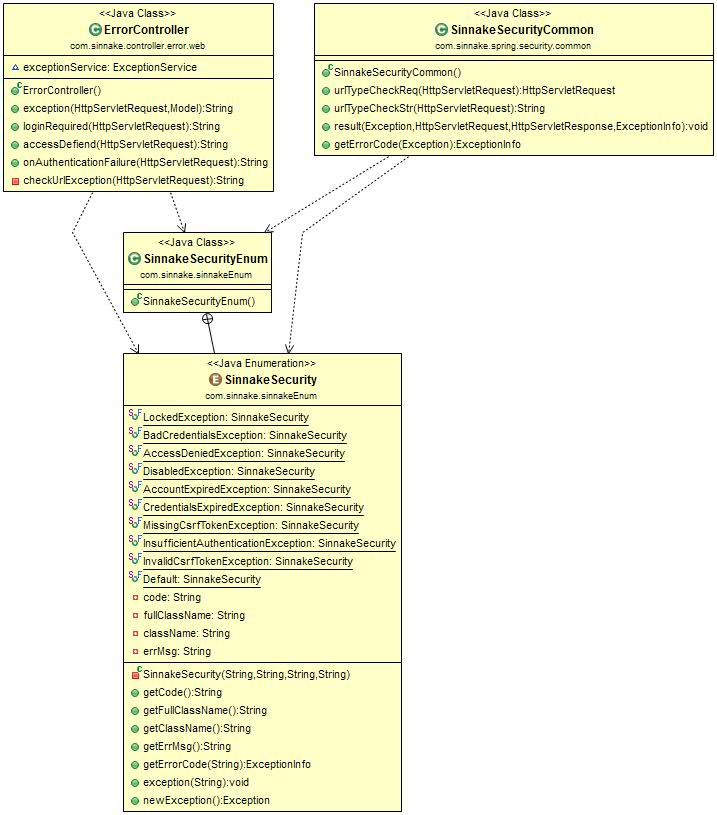 <<Java Class>>
ErrorController
com.sinnake.controller.error.web
exceptionService: ExceptionService
ErrorController()
exception(HttpServletRequest,Model):String
loginRequired(HttpServletRequest):String
accessDefiend(HttpServletRequest):String
onAuthenticationFailure(HttpServletRequest):String
checkUrlException(HttpServletRequest):String
<<Java Class>>
SinnakeSecurityCommon
com.sinnake.spring.security.common
SinnakeSecurityCommon()
urlTypeCheckReq(HttpServletRequest):HttpServletRequest
urlTypeCheckStr(HttpServletRequest):String
result(Exception,HttpServletRequest,HttpServletResponse,ExceptionInfo):void
getErrorCode(Exception):ExceptionInfo
<<Java Class>>
SinnakeSecurityEnum
com.sinnake.sinnakeEnum
SinnakeSecurityEnum()
<<Java Enumeration>>
SinnakeSecurity
com.sinnake.sinnakeEnum
LockedException: SinnakeSecurity
BadCredentialsException: SinnakeSecurity
AccessDeniedException: SinnakeSecurity
DisabledException: SinnakeSecurity
AccountExpiredException: SinnakeSecurity
CredentialsExpiredException: SinnakeSecurity
MissingCsrfTokenException: SinnakeSecurity
InsufficientAuthenticationException: SinnakeSecurity
InvalidCsrfTokenException: SinnakeSecurity
Default: SinnakeSecurity
code: String
fullClassName: String
className: String
errMsg: String
SinnakeSecurity(String,String,String,String)
getCode():String
getFullClassName():String
getClassName():String
getErrMsg():String
getErrorCode(String):ExceptionInfo
exception(String):void
newException():Exception